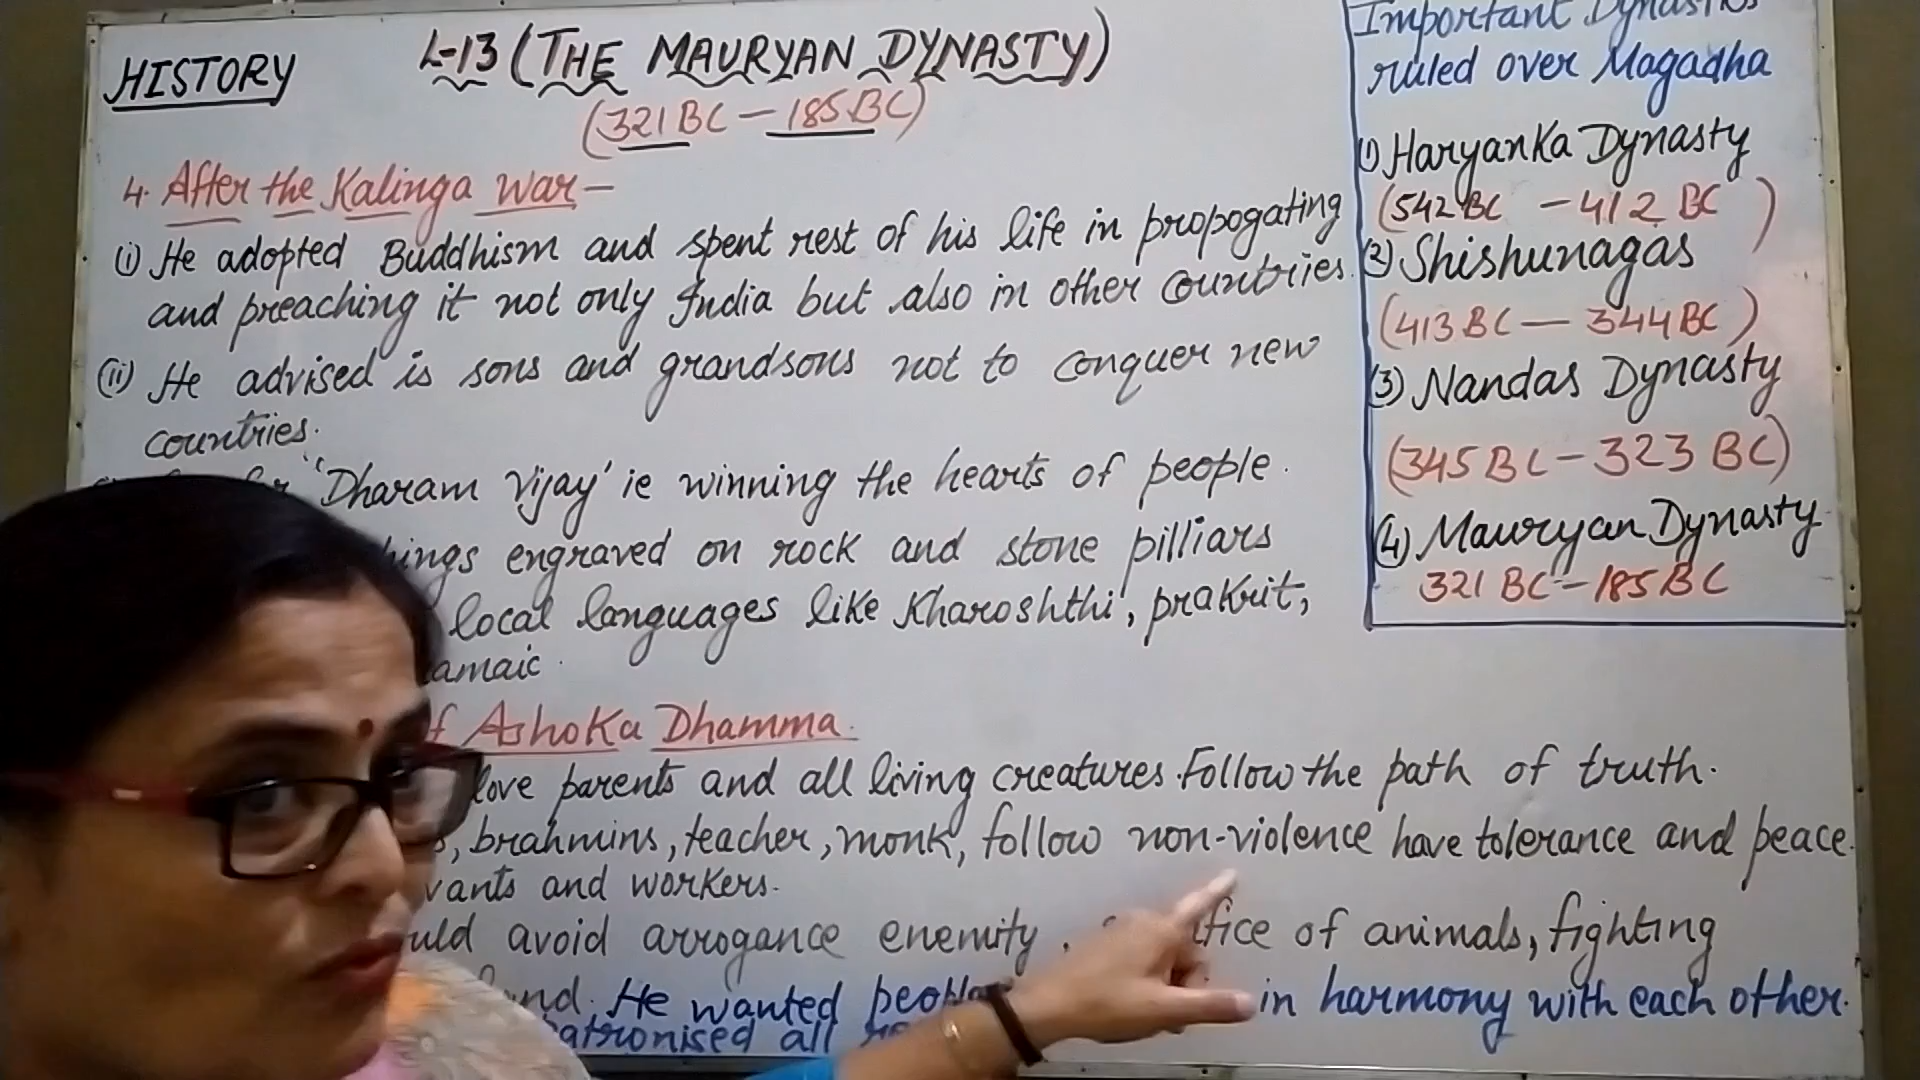 HISTORY
L-13 (THE MAURYAN DYNASTY)
(321 BC - 185 BC)
4. After the Kalinga War -
(i) He adopted Buddhism and spent rest of his life in propogating
and preaching it not only India but also in other countries.
(ii) He advised is sons and grandsons not to conquer new
countries.
'Dharam Vijay' ie winning the hearts of people.
engraved on rock and stone pilliars
local languages like Kharoshthi, prakrit,
amaic.
Ashoka Dhamma.
love parents and all living creatures. Follow the path of truth.
brahmins, teacher, monk, follow non-violence have tolerance and peace.
and workers.
avoid arrogance enemity, of animals, fighting
He wanted in harmony with each other.
all
Important Dynasties
ruled over Magadha
1) Haryanka Dynasty
(542 BC - 412 BC)
(2) Shishunagas
(413 BC - 344 BC)
(3) Nandas Dynasty
(345 BC - 323 BC)
(4) Mauryan Dynasty
321 BC - 185 BC